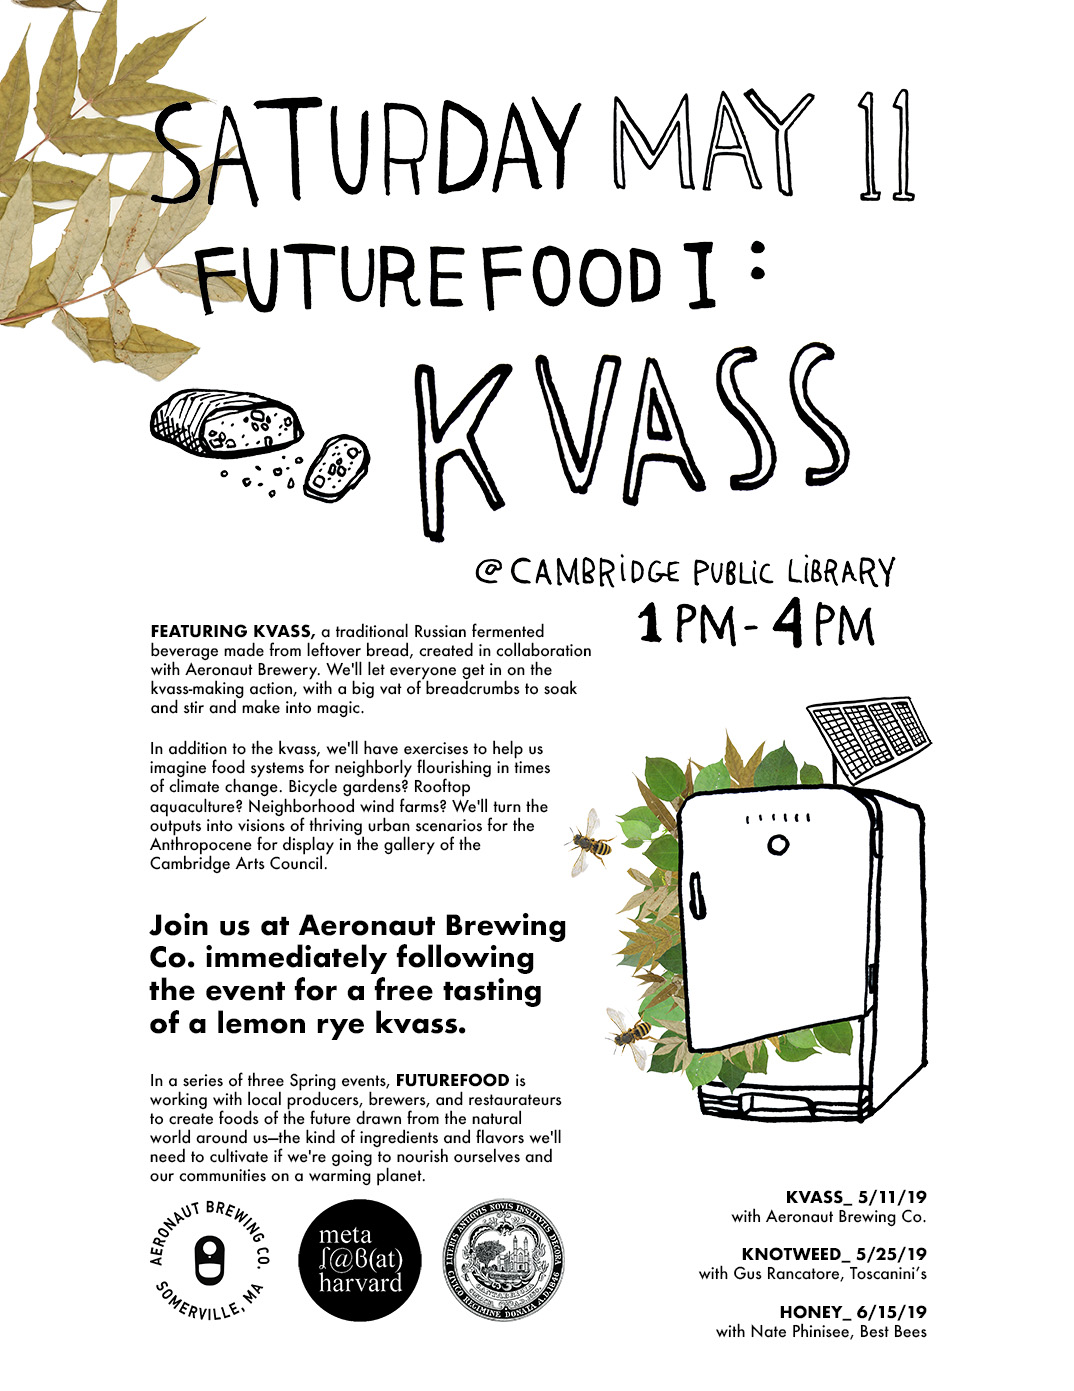 SATURDAY MAY 11
FUTUREFOOD I:
KVASS
@ CAMBRIDGE PUBLIC LIBRARY
1PM-4PM
FEATURING KVASS, a traditional Russian fermented
beverage made from leftover bread, created in collaboration
with Aeronaut Brewery. We'll let everyone get in on the
kvass-making action, with a big vat of breadcrumbs to soak
and stir and make into magic.
In addition to the kvass, we'll have exercises to help us
imagine food systems for neighborly flourishing in times
of climate change. Bicycle gardens? Rooftop
aquaculture? Neighborhood wind farms? We'll turn the
outputs into visions of thriving urban scenarios for the
Anthropocene for display in the gallery of the
Cambridge Arts Council.
Join us at Aeronaut Brewing
Co. immediately following
the event for a free tasting
of a lemon rye kvass.
In a series of three Spring events, FUTUREFOOD is
working with local producers, brewers, and restaurateurs
to create foods of the future drawn from the natural
world around us—the kind of ingredients and flavors we'll
need to cultivate if we're going to nourish ourselves and
our communities on a warming planet.
AERONAUT BREWING CO.
SOMERVILLE, MA
meta
ſ@ß(at)
harvard
LITERIS ANTIQVIS NOVIS INSTITVTIS DECORA
CIVICO REGIMINE DONATA A.D. 1846
KVASS_ 5/11/19
with Aeronaut Brewing Co.
KNOTWEED_ 5/25/19
with Gus Rancatore, Toscanini's
HONEY_ 6/15/19
with Nate Phinisee, Best Bees